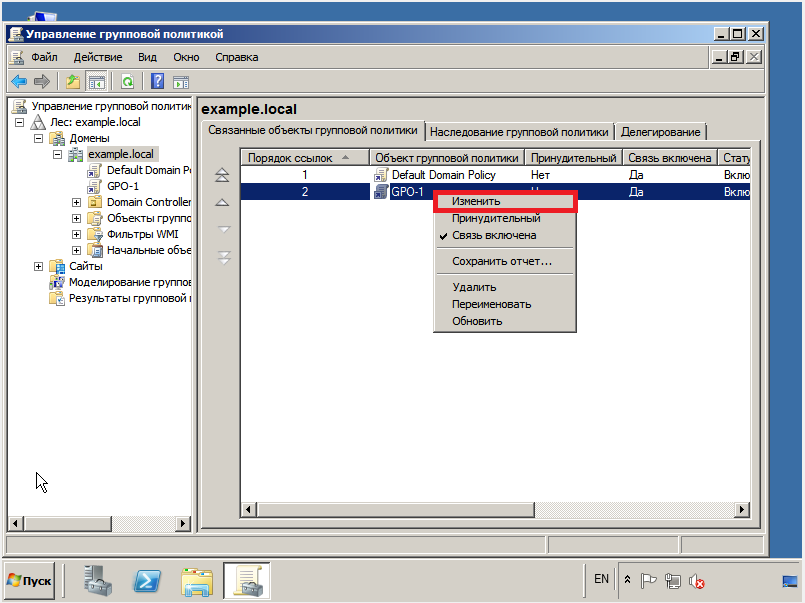 Управление групповой политикой
Файл Действие Вид Окно Справка
Управление групповой политик
Лес: example.local
Домены
example.local
Default Domain P
GPO-1
Domain Controller
Объекты группо
Фильтры WMI
Начальные объе
Сайты
Моделирование группов
Результаты групповой
example.local
Связанные объекты групповой политики Наследование групповой политики Делегирование
Порядок ссылок Объект групповой политики Принудительный Связь включена Стату
1 Default Domain Policy Нет Да Вклю
2 GPO-1 Да Вклю
Изменить
Принудительный
Связь включена
Сохранить отчет...
Удалить
Переименовать
Обновить
Пуск
EN